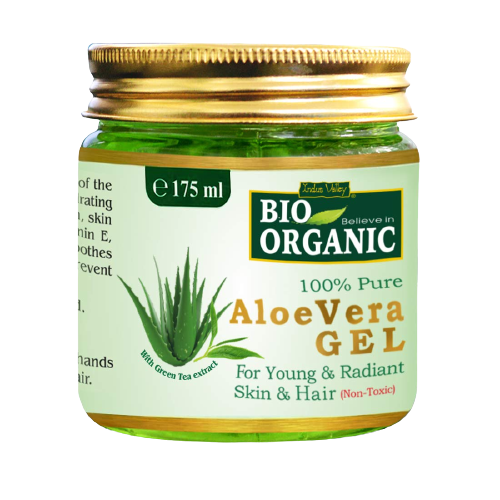 of the
rating
, skin
nin E,
oothes
revent
d.
hands
air.
℮ 175 ml
With Green Tea extract
Indus Valley
®
BIO
Believe in
ORGANIC
100% Pure
AloeVera
GEL
For Young & Radiant
Skin & Hair (Non-Toxic)